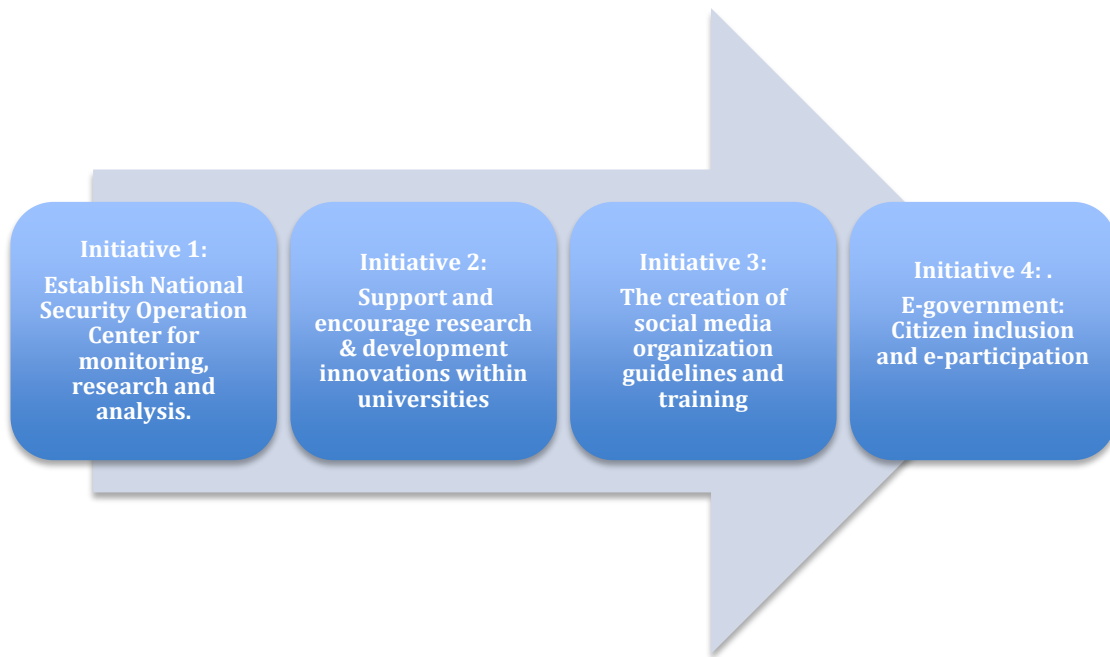 Initiative 1:
Establish National
Security Operation
Center for
monitoring,
research and
analysis.
Initiative 2:
Support and
encourage research
& development
innovations within
universities
Initiative 3:
The creation of
social media
organization
guidelines and
training
Initiative 4: .
E-government:
Citizen inclusion
and e-participation